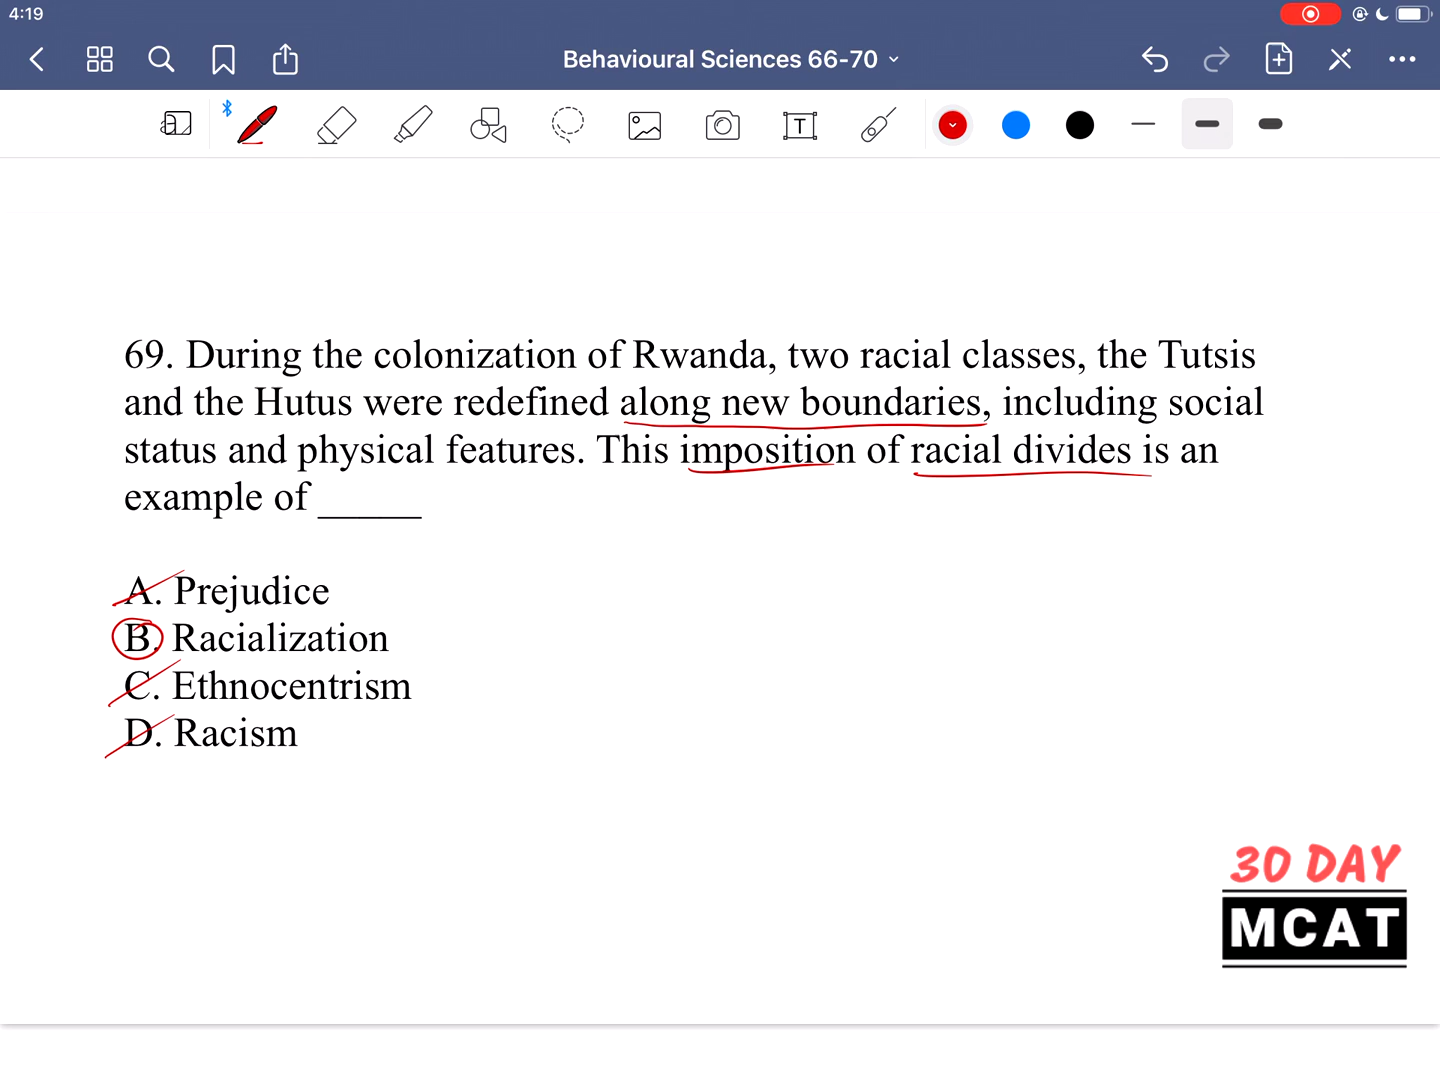 4:19
Behavioural Sciences 66-70
69. During the colonization of Rwanda, two racial classes, the Tutsis
and the Hutus were redefined along new boundaries, including social
status and physical features. This imposition of racial divides is an
example of _____
A. Prejudice
B. Racialization
C. Ethnocentrism
D. Racism
30 DAY
MCAT